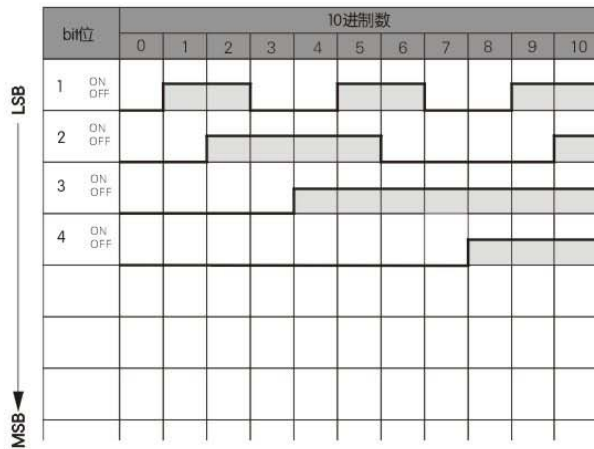 bit位 10进制数
0 1 2 3 4 5 6 7 8 9 10
LSB
1 ON
OFF
2 ON
OFF
3 ON
OFF
4 ON
OFF
MSB